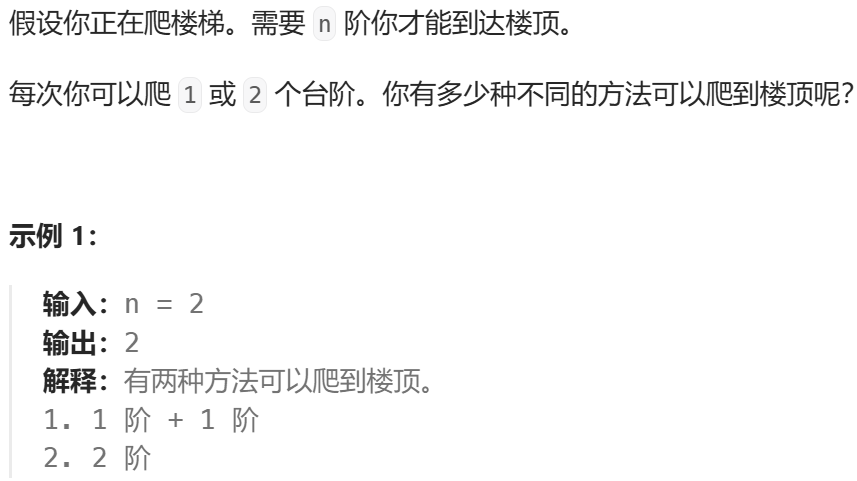 假设你正在爬楼梯。需要 n 阶你才能到达楼顶。
每次你可以爬 1 或 2 个台阶。你有多少种不同的方法可以爬到楼顶呢？
示例 1：
输入：n = 2
输出：2
解释：有两种方法可以爬到楼顶。
1. 1 阶 + 1 阶
2. 2 阶